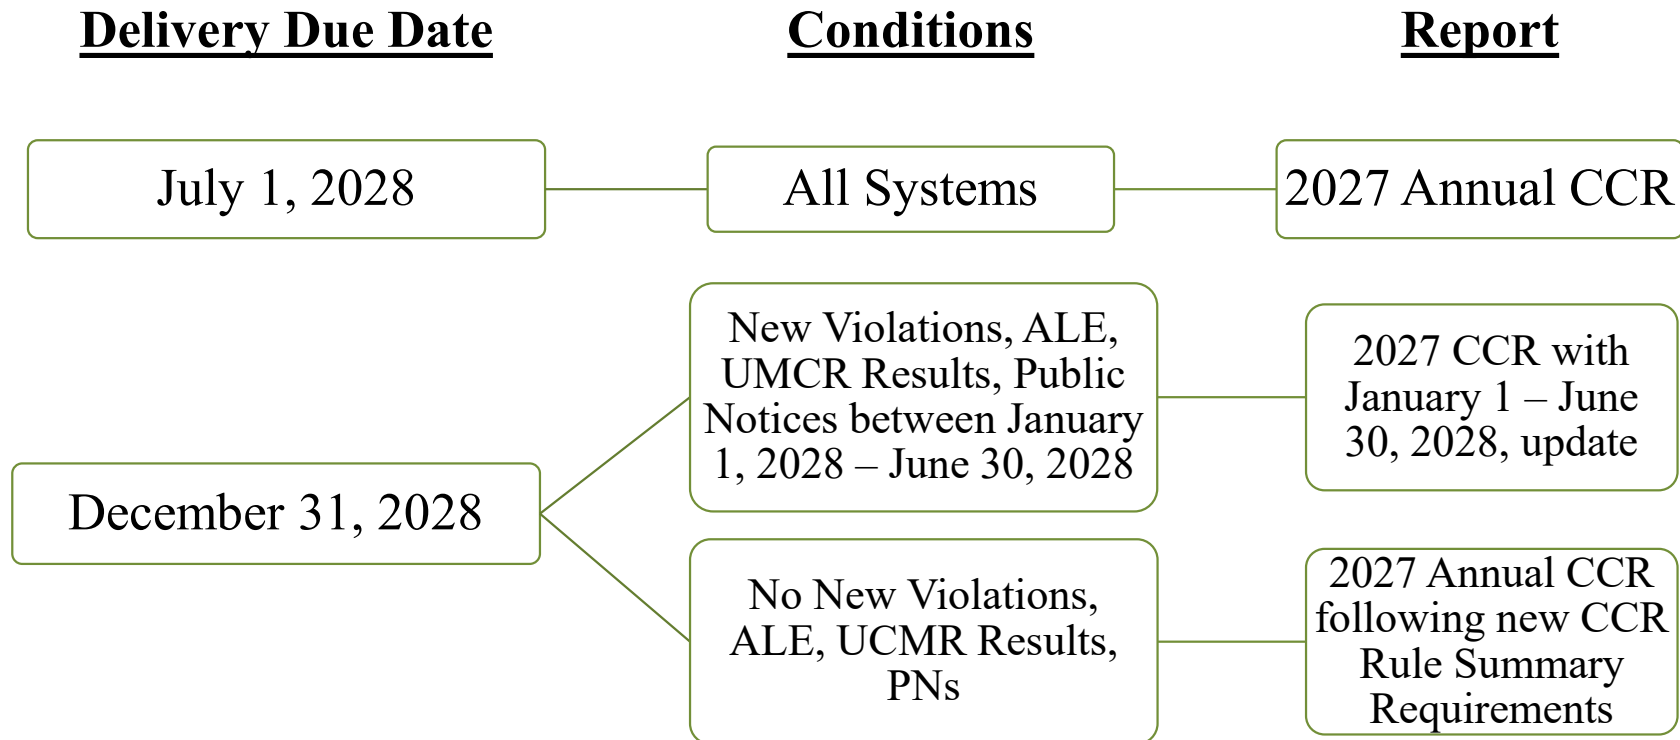 Delivery Due Date
Conditions
Report
July 1, 2028
All Systems
2027 Annual CCR
December 31, 2028
New Violations, ALE,
UMCR Results, Public
Notices between January
1, 2028 – June 30, 2028
2027 CCR with
January 1 – June
30, 2028, update
No New Violations,
ALE, UCMR Results,
PNs
2027 Annual CCR
following new CCR
Rule Summary
Requirements